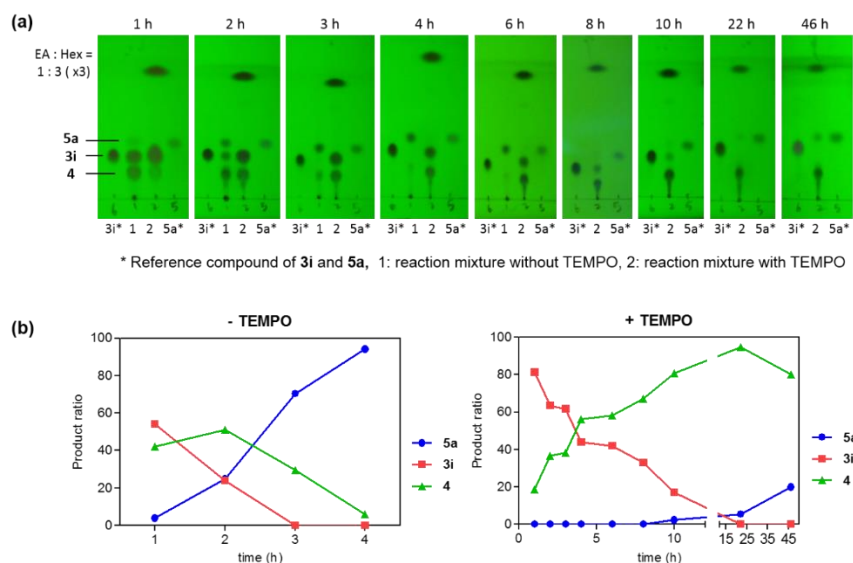 (a)
1 h 2 h 3 h 4 h 6 h 8 h 10 h 22 h 46 h
EA : Hex =
1 : 3 ( x3)
5a
3i
4
3i* 1 2 5a* 3i* 1 2 5a* 3i* 1 2 5a* 3i* 1 2 5a* 3i* 1 2 5a* 3i* 1 2 5a* 3i* 1 2 5a* 3i* 1 2 5a* 3i* 1 2 5a*
* Reference compound of 3i and 5a, 1: reaction mixture without TEMPO, 2: reaction mixture with TEMPO
(b)
- TEMPO
Product ratio
100
80
60
40
20
0
1 2 3 4
time (h)
5a
3i
4
+ TEMPO
Product ratio
100
80
60
40
20
0
0 5 10 15 25 35 45
time (h)
5a
3i
4